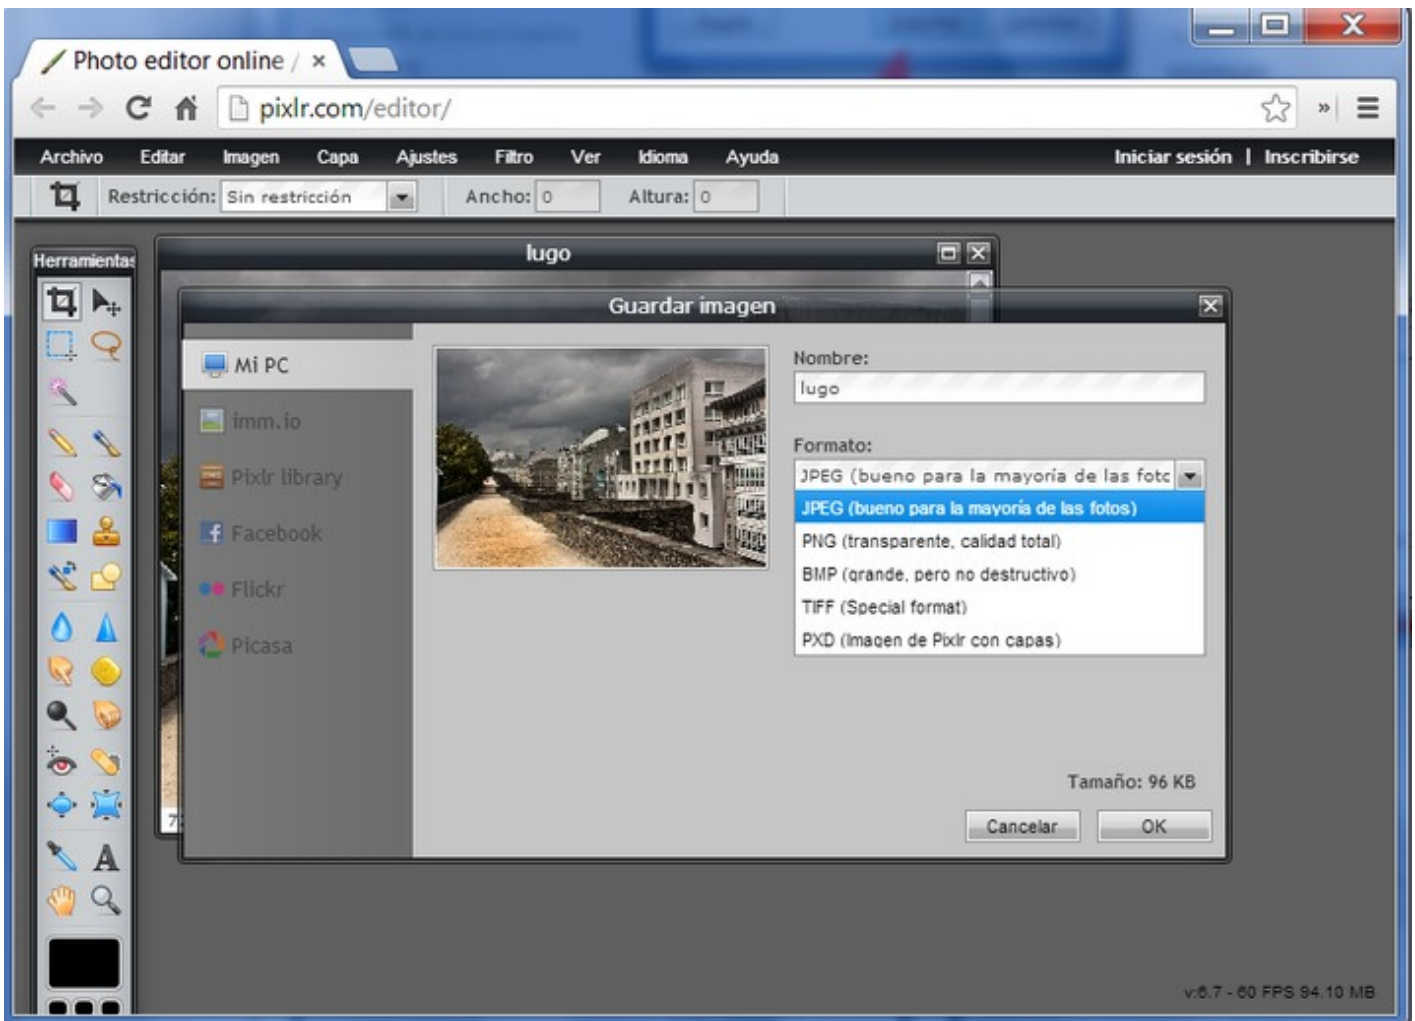 Photo editor online /
pixlr.com/editor/
Archivo Editar Imagen Capa Ajustes Filtro Ver Idioma Ayuda Iniciar sesión | Inscribirse
Restricción: Sin restricción Ancho: 0 Altura: 0
Herramientas
lugo
Guardar imagen
Mi PC
imm.io
Pixlr library
Facebook
Flickr
Picasa
Nombre:
lugo
Formato:
JPEG (bueno para la mayoría de las fotc
JPEG (bueno para la mayoría de las fotos)
PNG (transparente, calidad total)
BMP (grande, pero no destructivo)
TIFF (Special format)
PXD (Imagen de Pixlr con capas)
Tamaño: 96 KB
Cancelar OK
v:6.7 - 60 FPS 94.10 MB